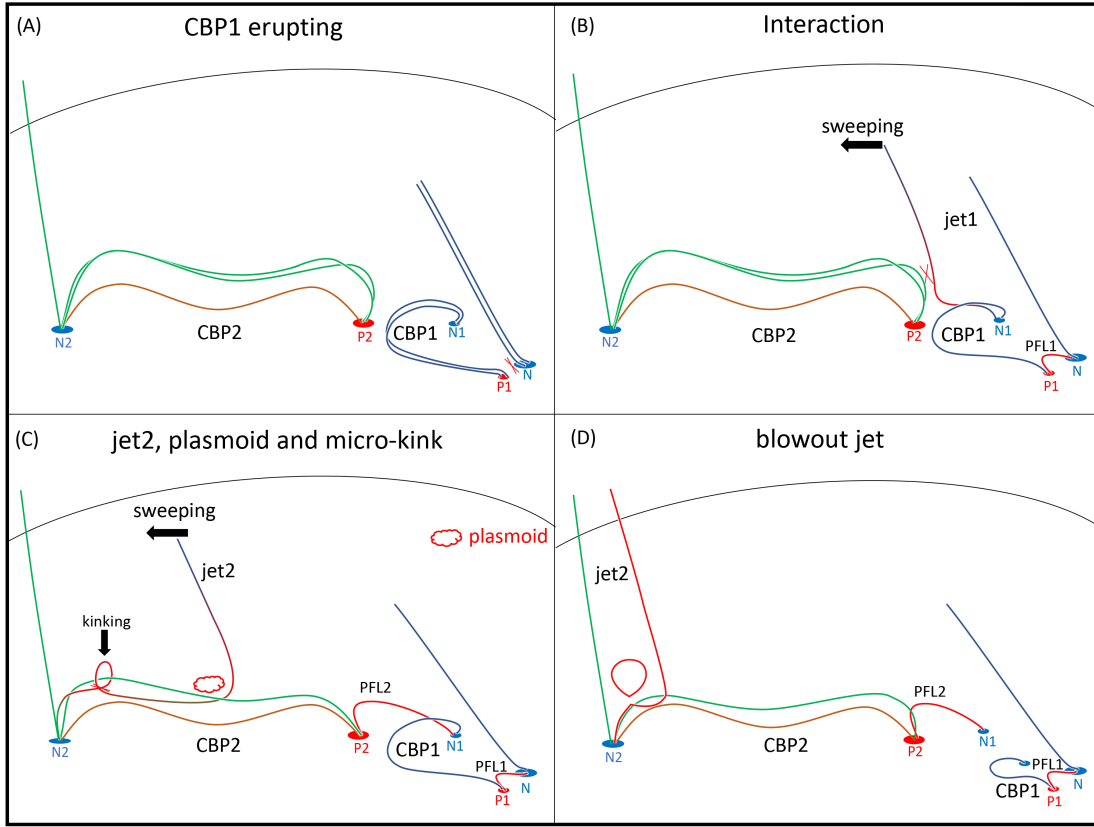 (A) CBP1 erupting
N2
CBP2
P2
CBP1
N1
P1
N
(B) Interaction
sweeping
jet1
N2
CBP2
P2
CBP1
N1
PFL1
P1
N
(C) jet2, plasmoid and micro-kink
sweeping
plasmoid
jet2
kinking
N2
CBP2
PFL2
P2
CBP1
N1
PFL1
P1
N
(D) blowout jet
jet2
N2
CBP2
PFL2
P2
N1
PFL1
CBP1
P1
N